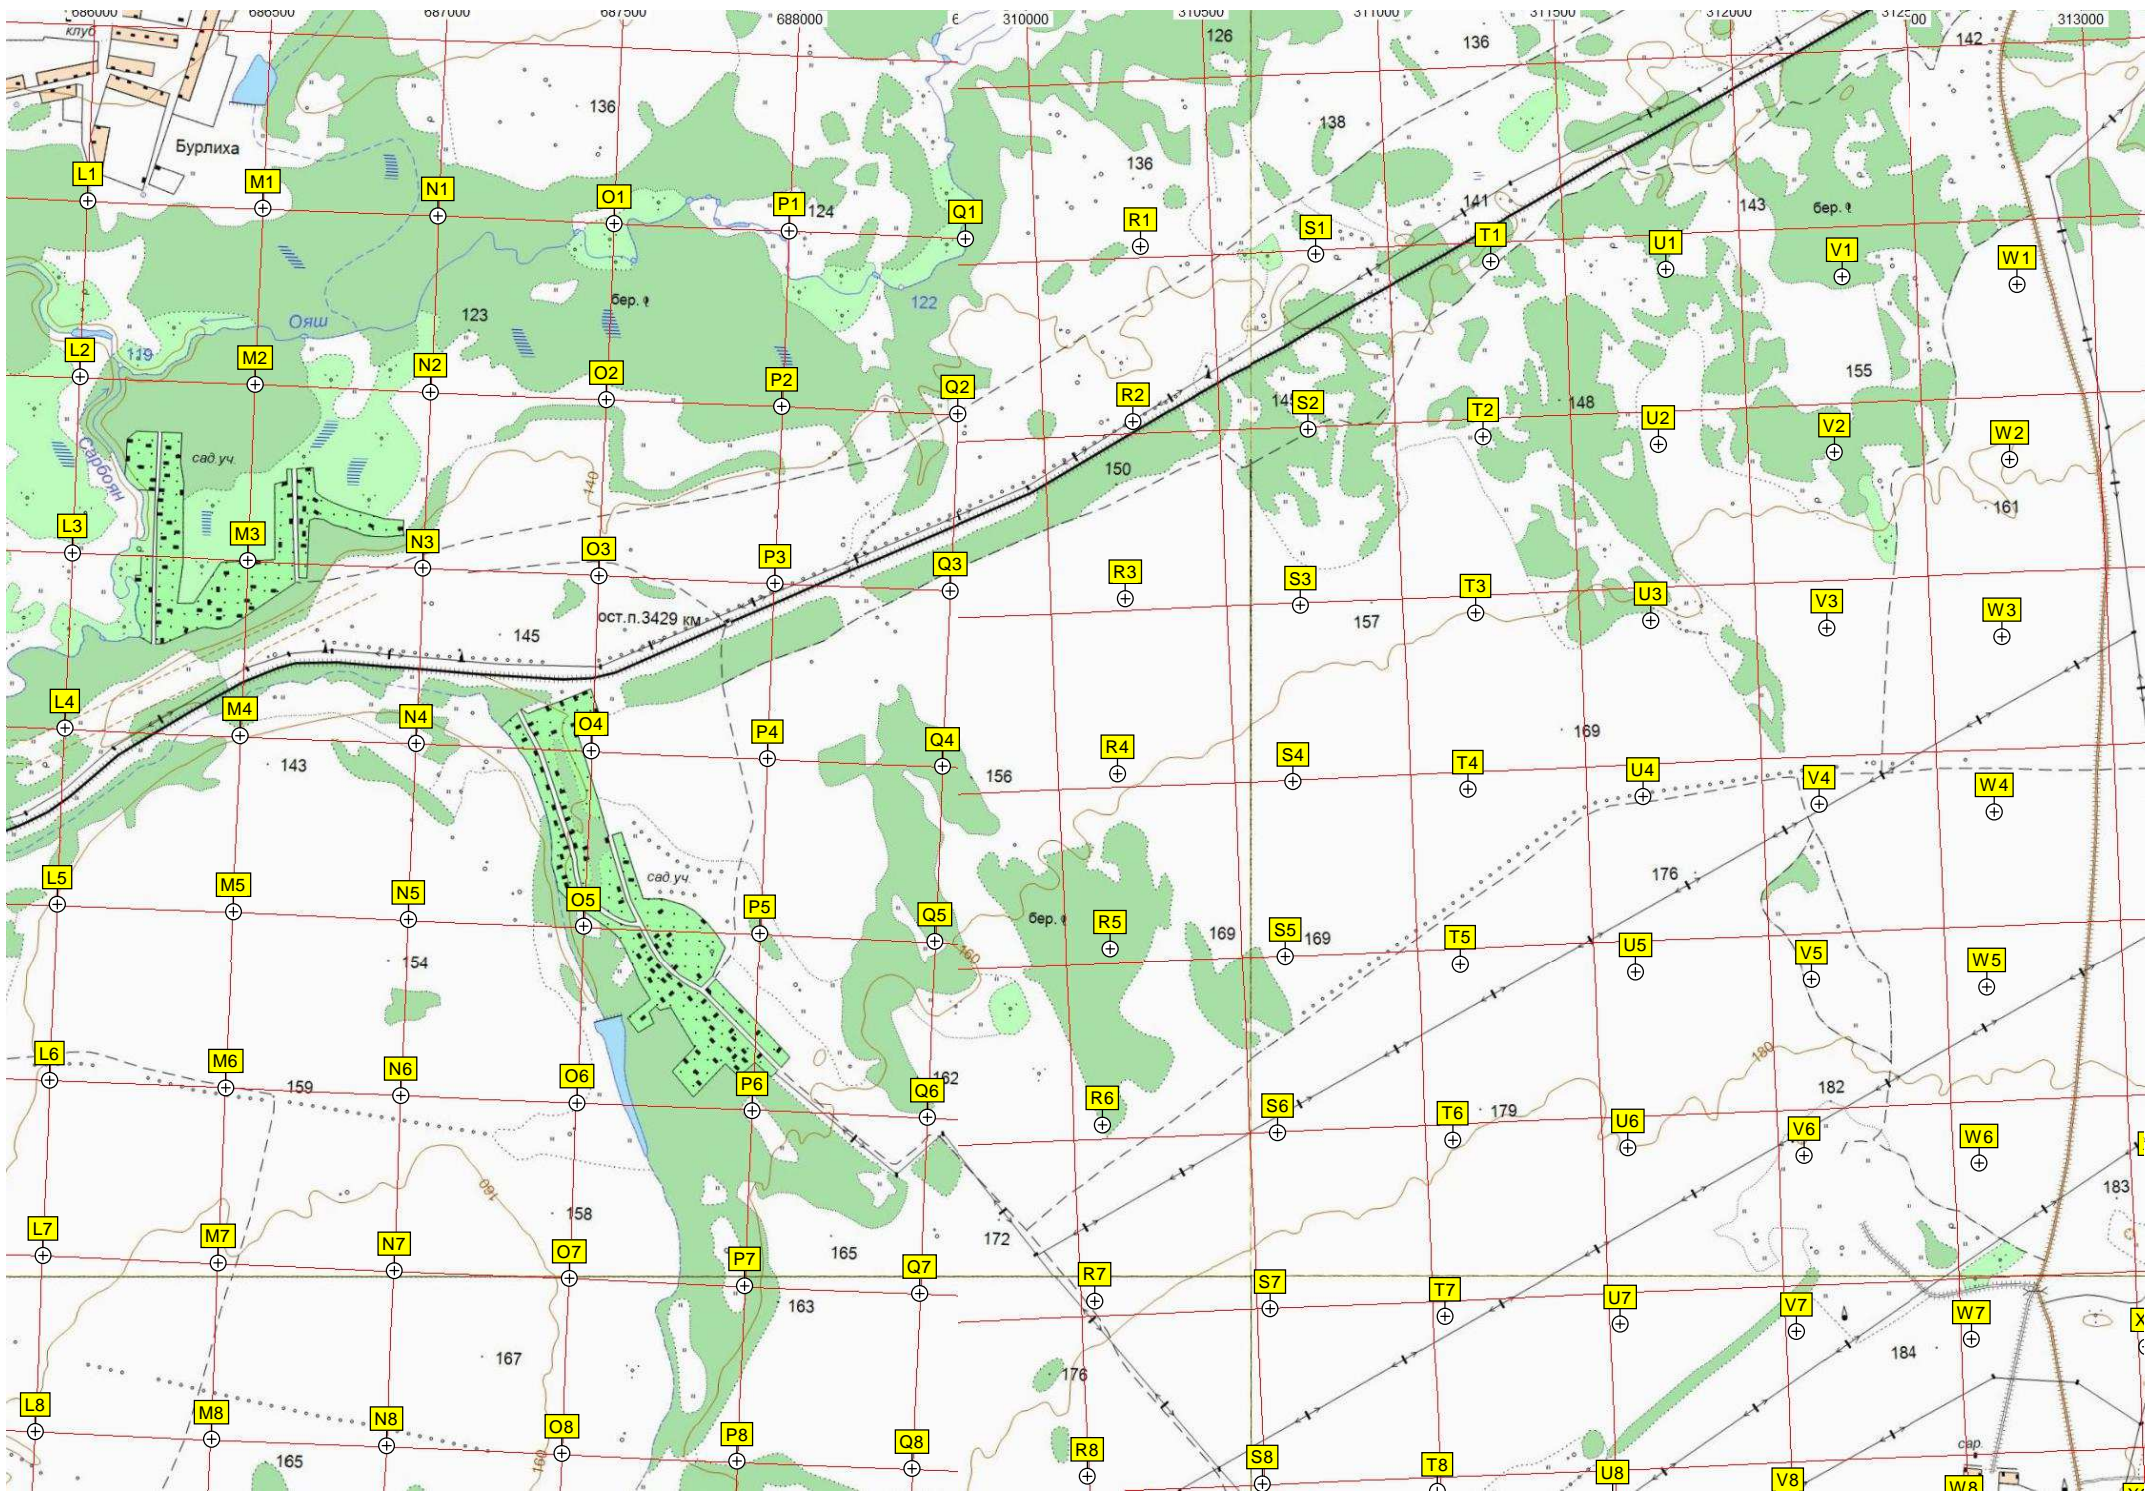 686000 686500 687000 687500 688000 6 310000 310500 311000 311500 312000 312500 313000
клуб
126 136 142
136 138
Бурлиха
136
L1 M1 N1 O1 P1 124 Q1 R1 S1 141 T1 U1 143 V1 бер. W1
бер.
122
123 Ояш
119
L2 M2 N2 O2 P2 Q2 R2 145 S2 T2 148 U2 V2 155 W2
Сарбоян
сад.уч.
140
150
161
L3 M3 N3 O3 P3 Q3 R3 S3 T3 U3 V3 W3
ост.п.3429 км
145
157
L4 M4 N4 O4 P4 Q4 R4 S4 T4 169 U4 V4 W4
143
156
сад.уч.
176
L5 M5 N5 O5 P5 Q5 бер. R5 169 S5 169 T5 U5 V5 W5
160
154
180
L6 M6 N6 O6 P6 162 Q6 R6 S6 T6 179 U6 182 V6 W6
159
160
158
183
L7 M7 N7 O7 P7 165 Q7 172 R7 S7 T7 U7 V7 W7 X
163
167
176
184
L8 M8 N8 O8 P8 Q8 R8 S8 T8 U8 V8 W8
160
165
сар.